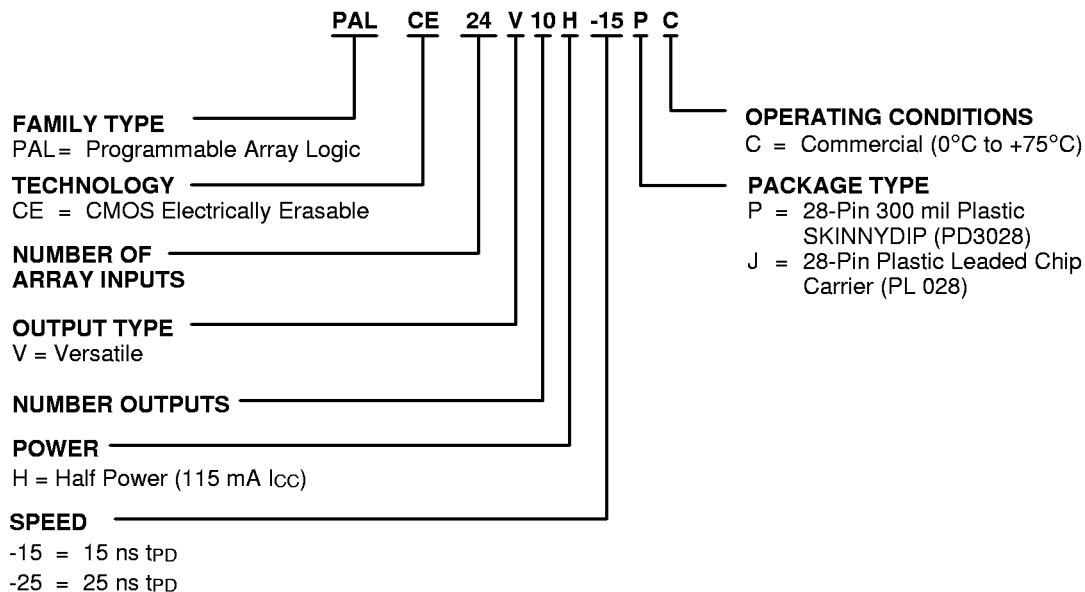 PAL CE 24 V 10 H -15 P C
FAMILY TYPE
PAL= Programmable Array Logic
TECHNOLOGY
CE = CMOS Electrically Erasable
NUMBER OF
ARRAY INPUTS
OUTPUT TYPE
V = Versatile
NUMBER OUTPUTS
POWER
H = Half Power (115 mA ICC)
SPEED
-15 = 15 ns tPD
-25 = 25 ns tPD
OPERATING CONDITIONS
C = Commercial (0°C to +75°C)
PACKAGE TYPE
P = 28-Pin 300 mil Plastic
SKINNYDIP (PD3028)
J = 28-Pin Plastic Leaded Chip
Carrier (PL 028)